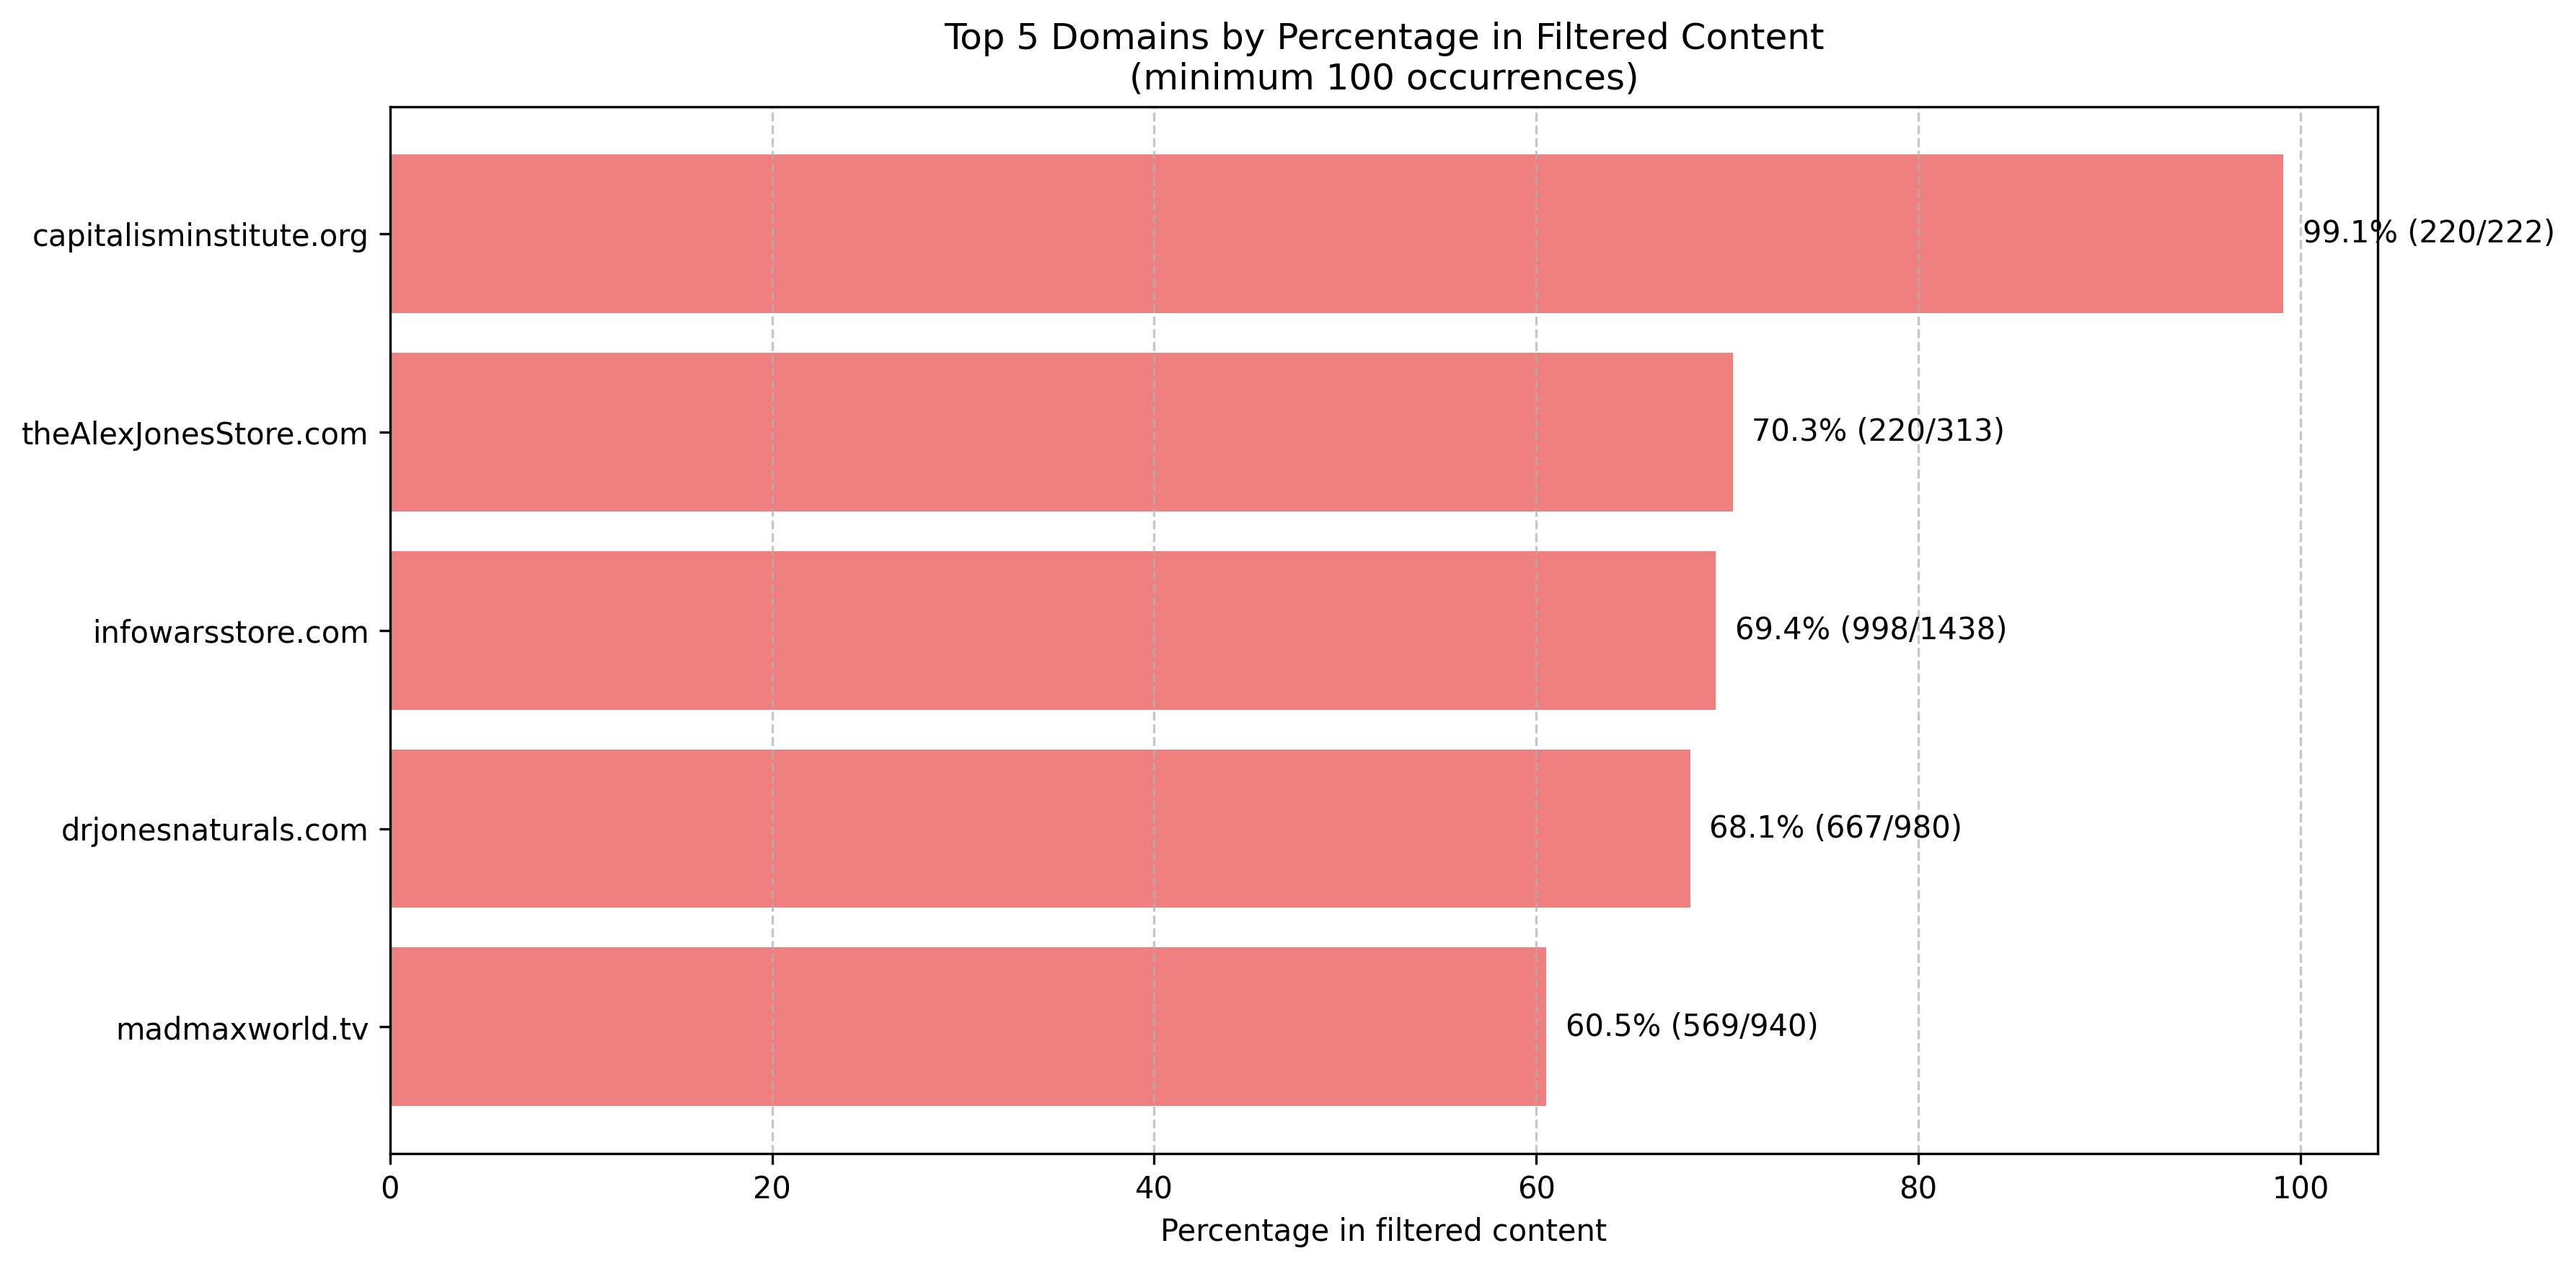 Top 5 Domains by Percentage in Filtered Content
(minimum 100 occurrences)
capitalisminstitute.org
99.1% (220/222)
theAlexJonesStore.com
70.3% (220/313)
infowarsstore.com
69.4% (998/1438)
drjonesnaturals.com
68.1% (667/980)
madmaxworld.tv
60.5% (569/940)
0 20 40 60 80 100
Percentage in filtered content